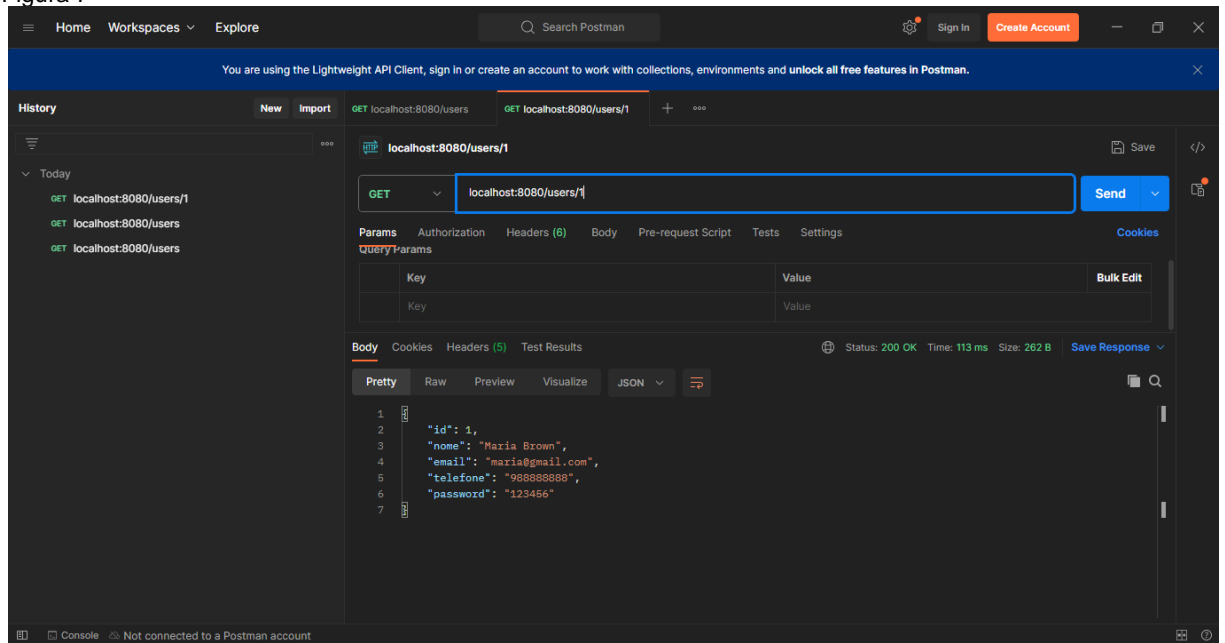 Home Workspaces Explore Search Postman Sign In Create Account
You are using the Lightweight API Client, sign in or create an account to work with collections, environments and unlock all free features in Postman.
History New Import GET localhost:8080/users GET localhost:8080/users/1
HTTP localhost:8080/users/1 Save
Today
GET localhost:8080/users/1
GET localhost:8080/users
GET localhost:8080/users
GET localhost:8080/users/1 Send
Params Authorization Headers (6) Body Pre-request Script Tests Settings Cookies
Query Params
Key Value Bulk Edit
Key Value
Body Cookies Headers (5) Test Results Status: 200 OK Time: 113 ms Size: 262 B Save Response
Pretty Raw Preview Visualize JSON
1 {
2 "id": 1,
3 "nome": "Maria Brown",
4 "email": "maria@gmail.com",
5 "telefone": "988888888",
6 "password": "123456"
7 }
Console Not connected to a Postman account